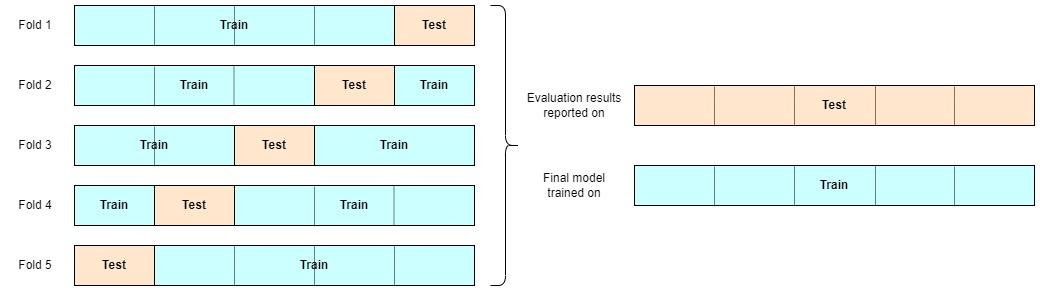 Fold 1
Train
Test
Fold 2
Train
Test
Train
Fold 3
Train
Test
Train
Fold 4
Train
Test
Train
Fold 5
Test
Train
Evaluation results
reported on
Test
Final model
trained on
Train